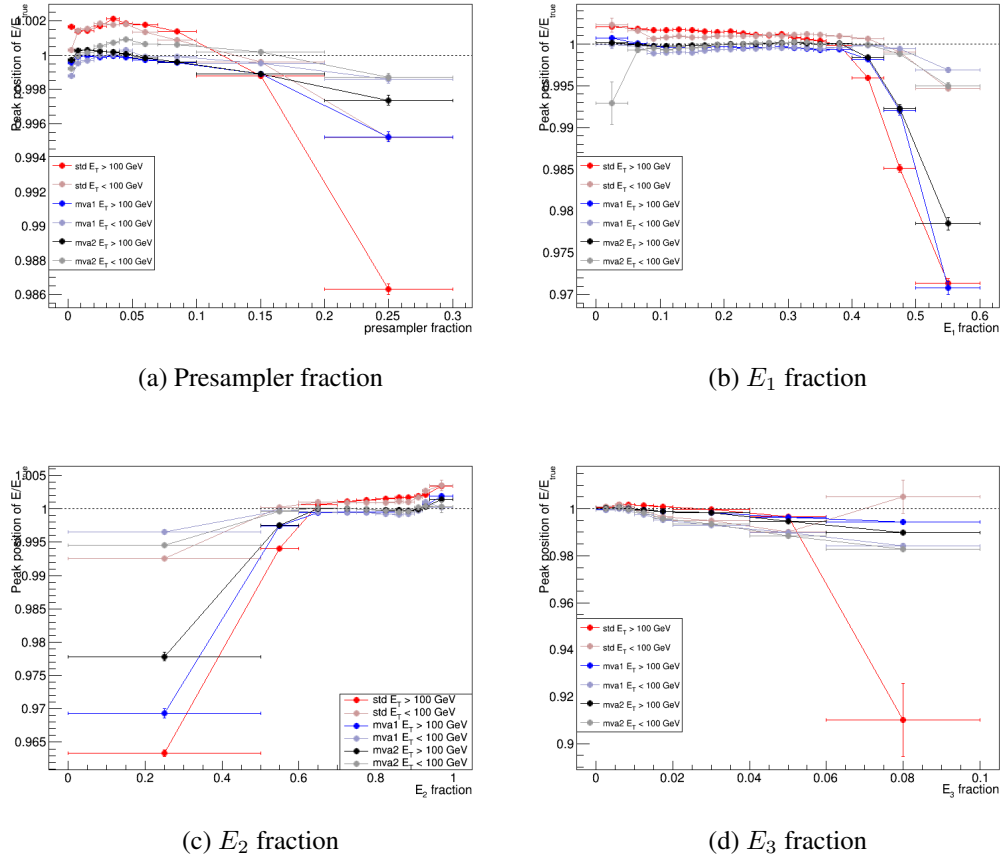 Peak position of E/E_true
1.002
1
0.998
0.996
0.994
0.992
0.99
0.988
0.986
std E_T > 100 GeV
std E_T < 100 GeV
mva1 E_T > 100 GeV
mva1 E_T < 100 GeV
mva2 E_T > 100 GeV
mva2 E_T < 100 GeV
0 0.05 0.1 0.15 0.2 0.25 0.3
presampler fraction
(a) Presampler fraction
Peak position of E/E_true
1.005
1
0.995
0.99
0.985
0.98
0.975
0.97
std E_T > 100 GeV
std E_T < 100 GeV
mva1 E_T > 100 GeV
mva1 E_T < 100 GeV
mva2 E_T > 100 GeV
mva2 E_T < 100 GeV
0 0.1 0.2 0.3 0.4 0.5 0.6
E_1 fraction
(b) E_1 fraction
Peak position of E/E_true
1.005
1
0.995
0.99
0.985
0.98
0.975
0.97
0.965
std E_T > 100 GeV
std E_T < 100 GeV
mva1 E_T > 100 GeV
mva1 E_T < 100 GeV
mva2 E_T > 100 GeV
mva2 E_T < 100 GeV
0 0.2 0.4 0.6 0.8 1
E_2 fraction
(c) E_2 fraction
Peak position of E/E_true
1
0.98
0.96
0.94
0.92
0.9
std E_T > 100 GeV
std E_T < 100 GeV
mva1 E_T > 100 GeV
mva1 E_T < 100 GeV
mva2 E_T > 100 GeV
mva2 E_T < 100 GeV
0 0.02 0.04 0.06 0.08 0.1
E_3 fraction
(d) E_3 fraction